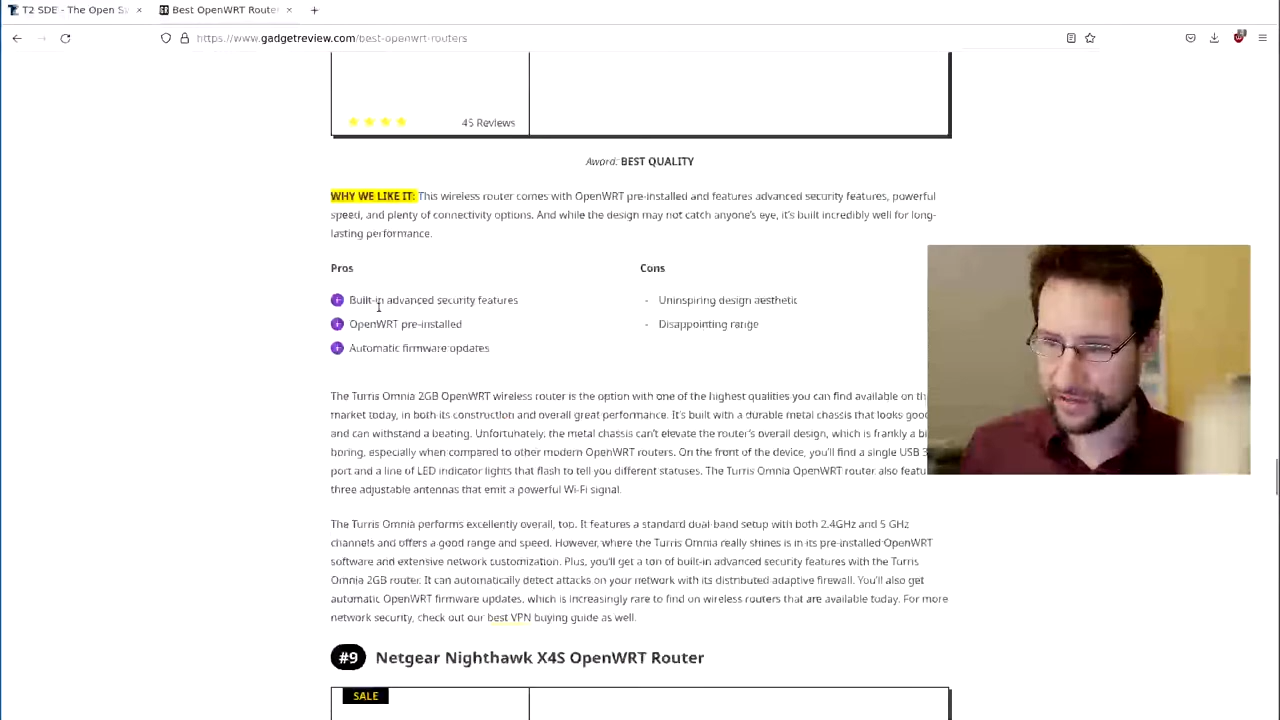 T2 SDE - The Open S
Best OpenWRT Router
https://www.gadgetreview.com/best-openwrt-routers
45 Reviews
Award: BEST QUALITY
WHY WE LIKE IT: This wireless router comes with OpenWRT pre-installed and features advanced security features, powerful
speed, and plenty of connectivity options. And while the design may not catch anyone's eye, it's built incredibly well for long-
lasting performance.
Pros
Cons
Built-in advanced security features
- Uninspiring design aesthetic
OpenWRT pre-installed
- Disappointing range
Automatic firmware updates
The Turris Omnia 2GB OpenWRT wireless router is the option with one of the highest qualities you can find available on th
market today, in both its construction and overall great performance. It's built with a durable metal chassis that looks good
and can withstand a beating. Unfortunately, the metal chassis can't elevate the router's overall design, which is frankly a bi
boring, especially when compared to other modern OpenWRT routers. On the front of the device, you'll find a single USB 3
port and a line of LED indicator lights that flash to tell you different statuses. The Turris Omnia OpenWRT router also featu
three adjustable antennas that emit a powerful Wi-Fi signal.
The Turris Omnia performs excellently overall, top. It features a standard dual-band setup with both 2.4GHz and 5 GHz
channels and offers a good range and speed. However, where the Turris Omnia really shines is in its pre-installed OpenWRT
software and extensive network customization. Plus, you'll get a ton of built-in advanced security features with the Turris
Omnia 2GB router. It can automatically detect attacks on your network with its distributed adaptive firewall. You'll also get
automatic OpenWRT firmware updates, which is increasingly rare to find on wireless routers that are available today. For more
network security, check out our best VPN buying guide as well.
#9 Netgear Nighthawk X4S OpenWRT Router
SALE